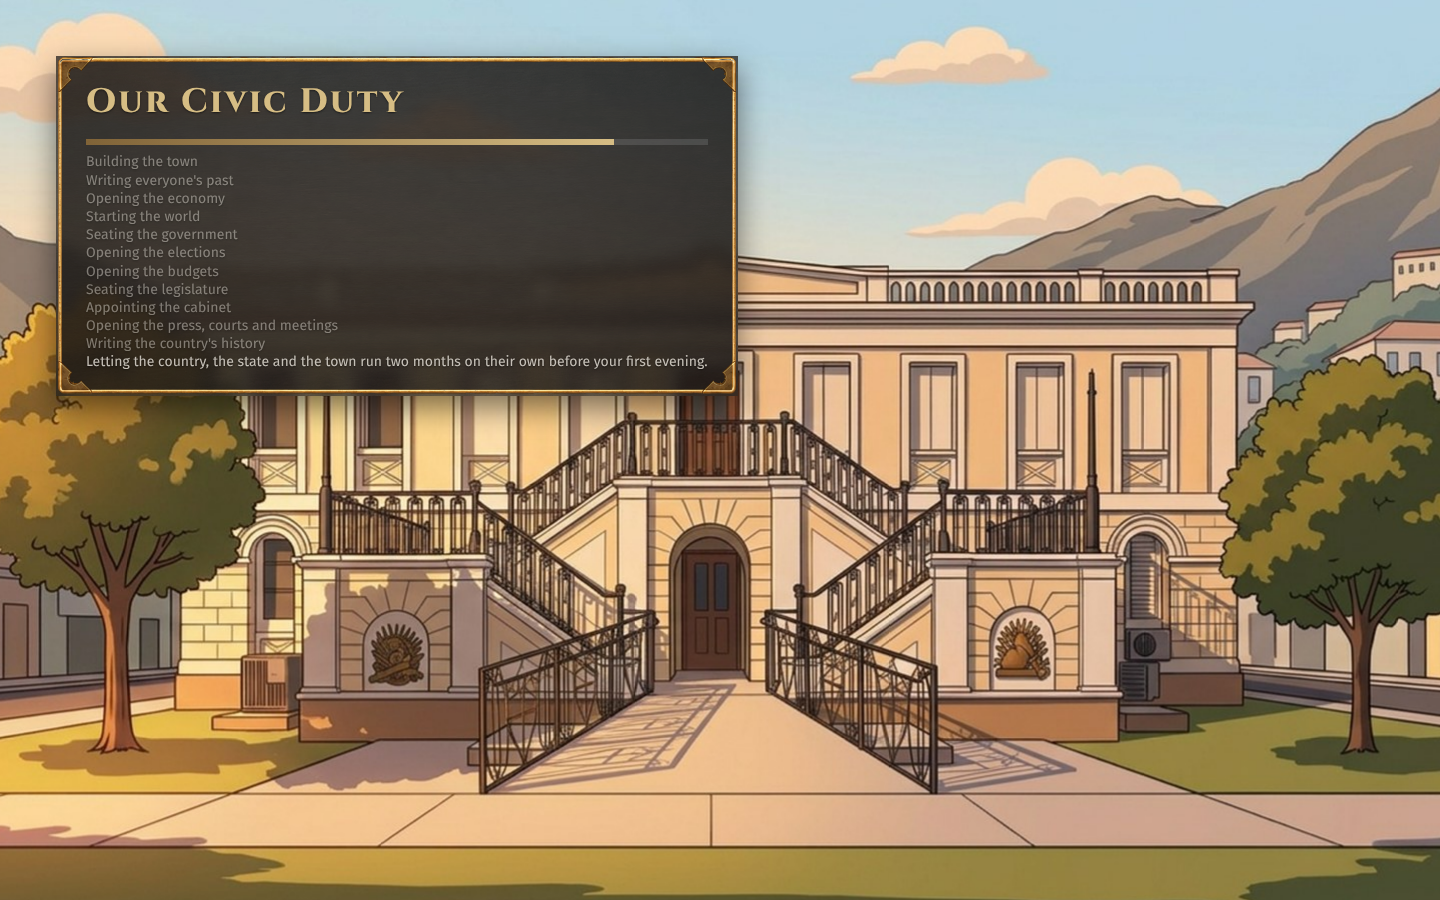 Our Civic Duty
Building the town
Writing everyone's past
Opening the economy
Starting the world
Seating the government
Opening the elections
Opening the budgets
Seating the legislature
Appointing the cabinet
Opening the press, courts and meetings
Writing the country's history
Letting the country, the state and the town run two months on their own before your first evening.